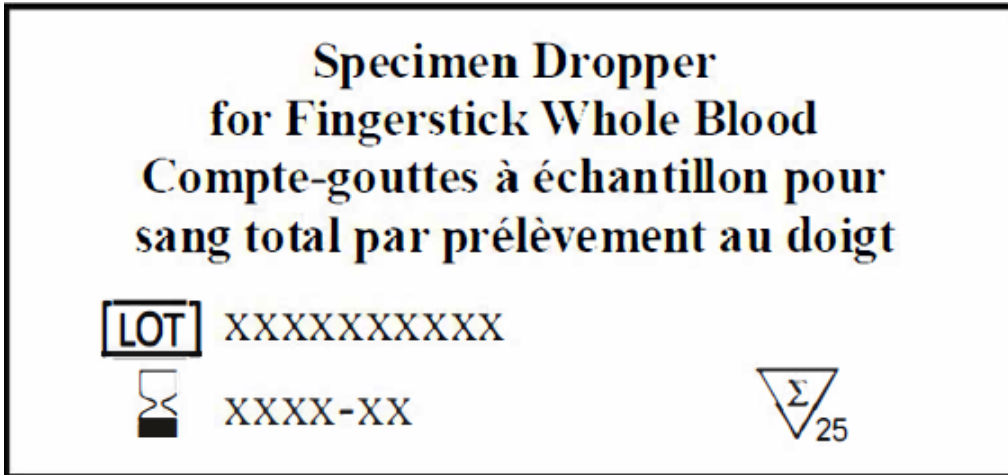 Specimen Dropper
for Fingerstick Whole Blood
Compte-gouttes à échantillon pour
sang total par prélèvement au doigt
LOT XXXXXXXXXX
XXXX-XX
Σ 25